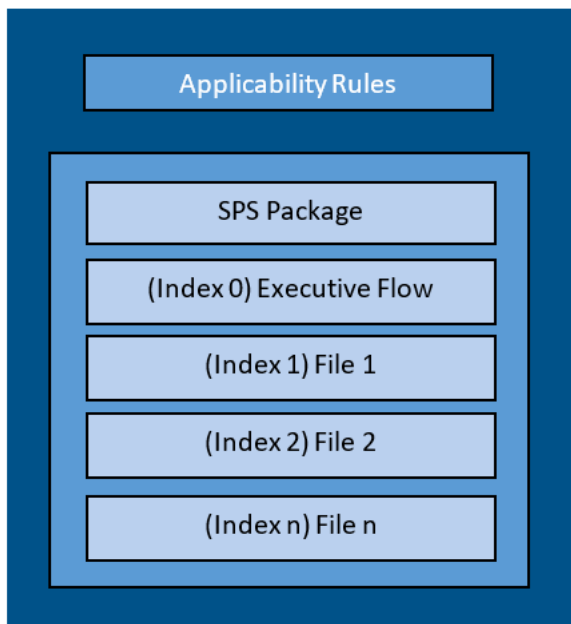 Applicability Rules
SPS Package
(Index 0) Executive Flow
(Index 1) File 1
(Index 2) File 2
(Index n) File n